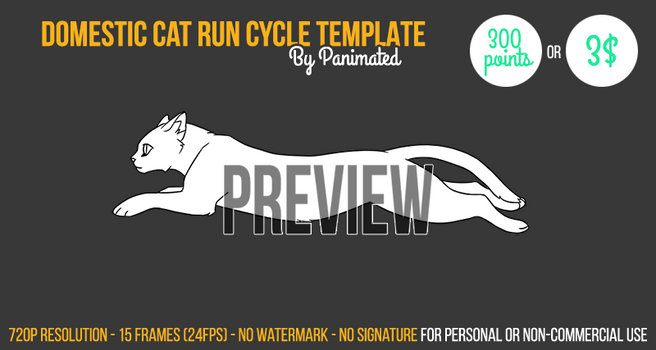 DOMESTIC CAT RUN CYCLE TEMPLATE
By Panimated
300
points
OR
3$
PREVIEW
720P RESOLUTION - 15 FRAMES (24FPS) - NO WATERMARK - NO SIGNATURE FOR PERSONAL OR NON-COMMERCIAL USE